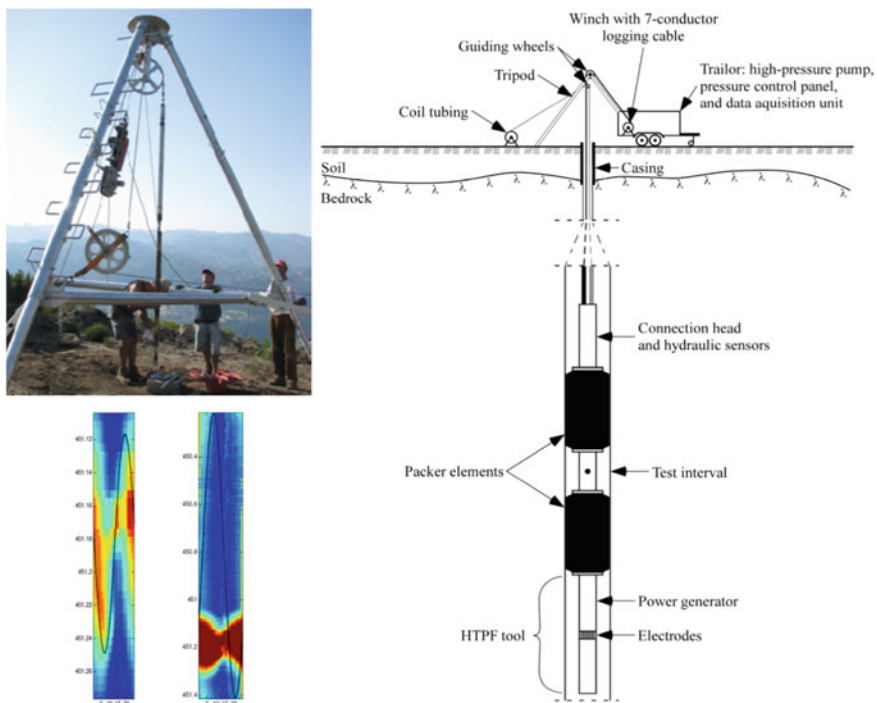 Winch with 7-conductor
logging cable
Guiding wheels
Tripod
Trailor: high-pressure pump,
pressure control panel,
and data aquisition unit
Coil tubing
Soil
Casing
Bedrock
Connection head
and hydraulic sensors
Packer elements
Test interval
Power generator
HTPF tool
Electrodes
451.12
451.14
451.16
451.18
451.2
451.22
451.24
451.26
450.4
450.6
450.8
451
451.2
451.4